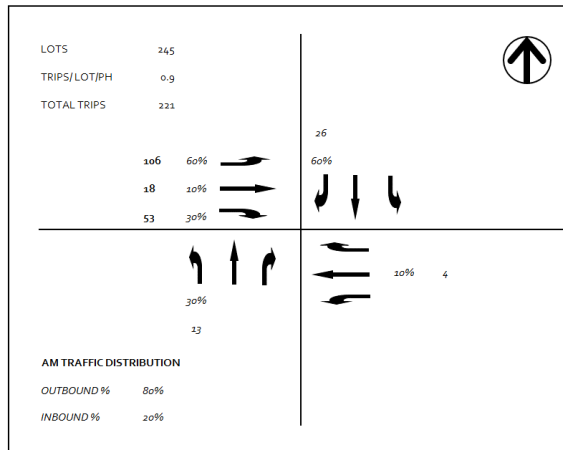 LOTS 245
TRIPS/LOT/PH 0.9
TOTAL TRIPS 221
26
106 60% 60%
18 10%
53 30%
10% 4
30%
13
AM TRAFFIC DISTRIBUTION
OUTBOUND % 80%
INBOUND % 20%